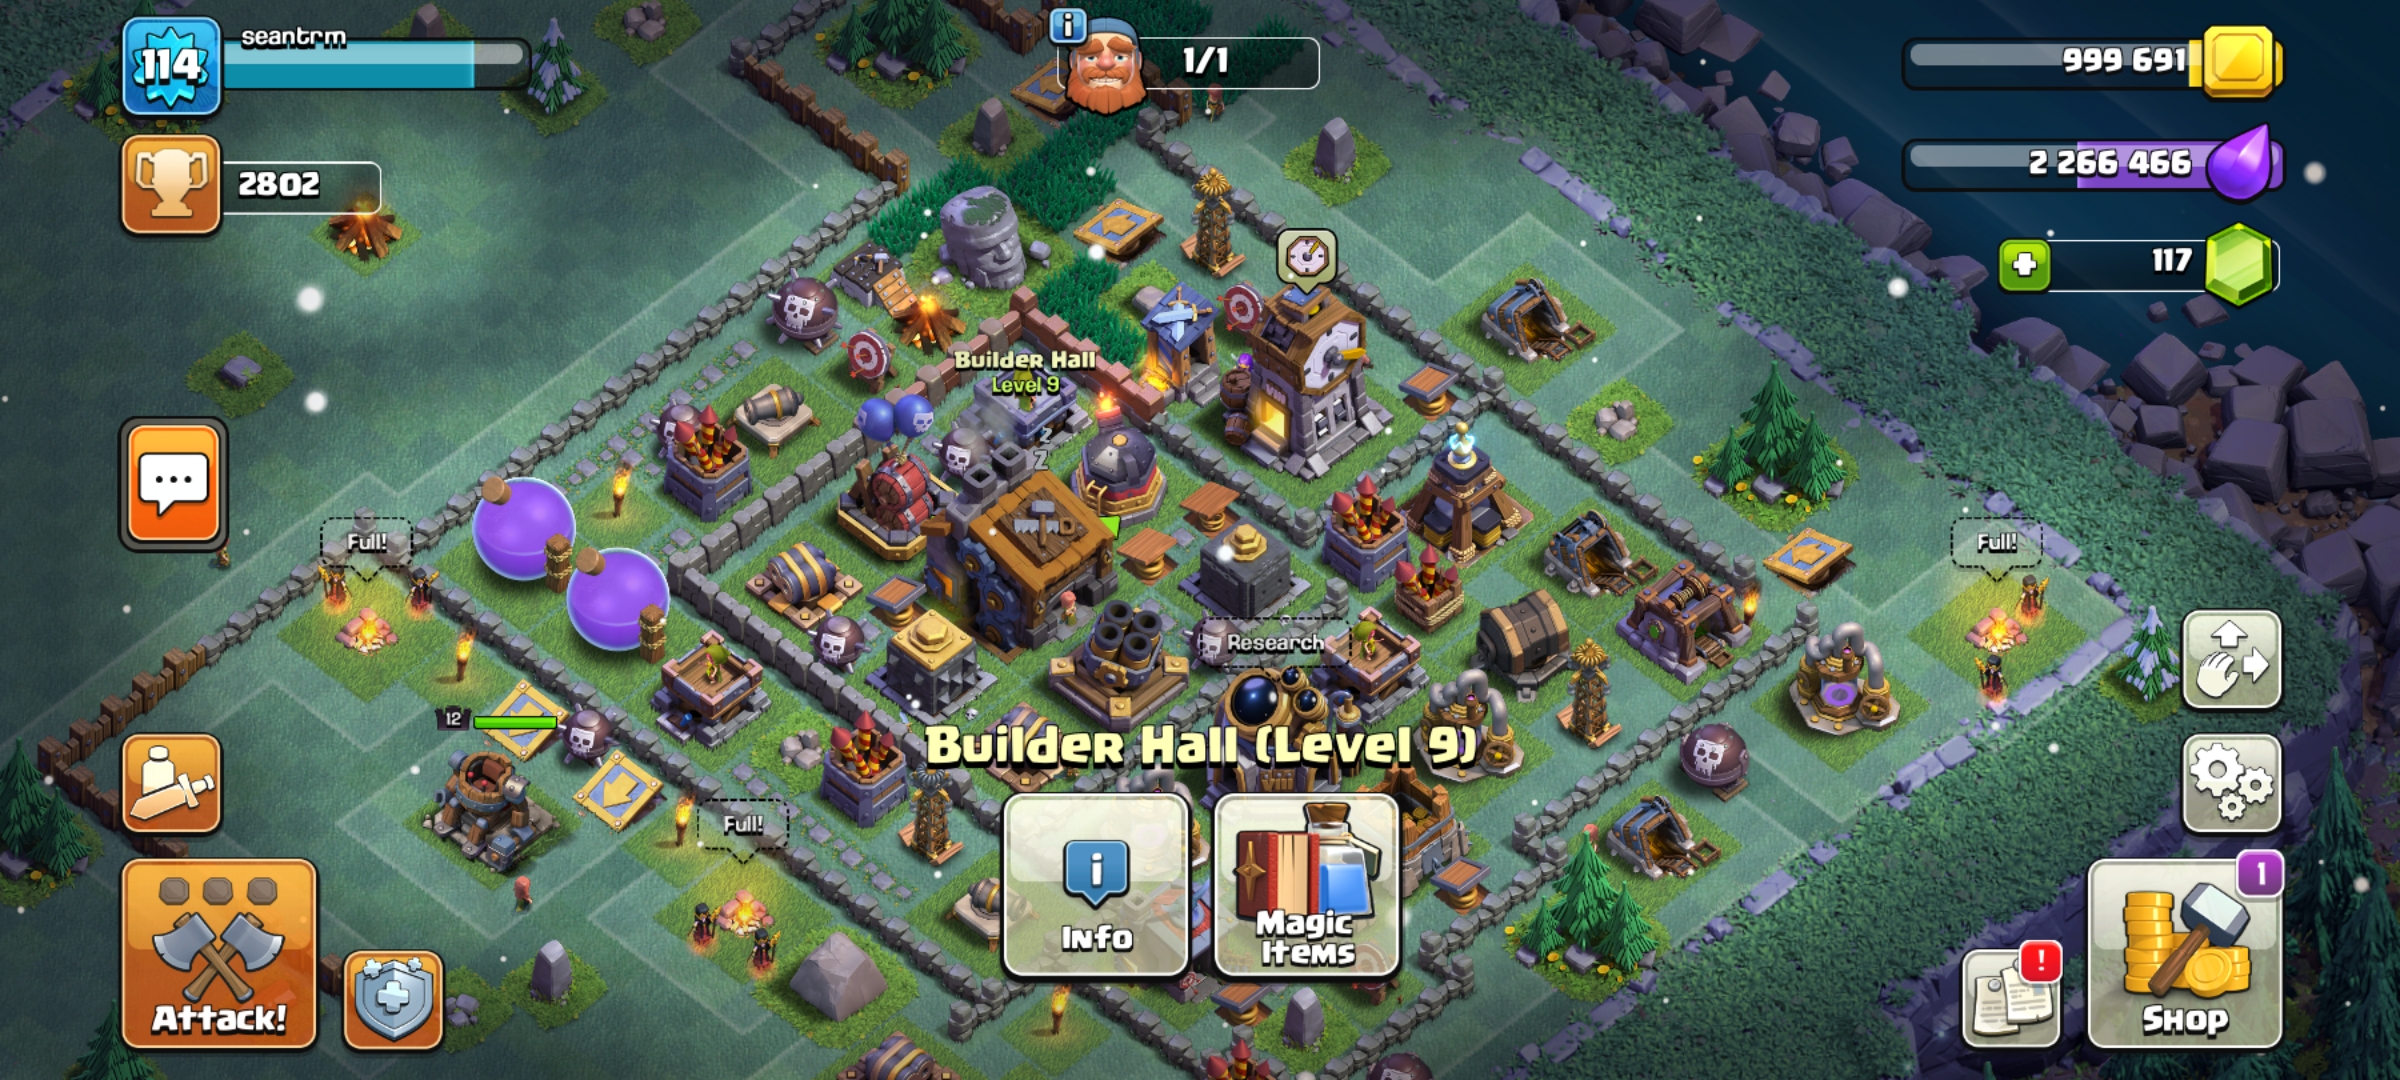 114
seantrm
1/1
999 691
2802
2 266 466
117
Builder Hall
Level 9
z
Z
Full!
Full!
Research
12
Builder Hall (Level 9)
Full!
Info
Magic
Items
1
!
Attack!
Shop